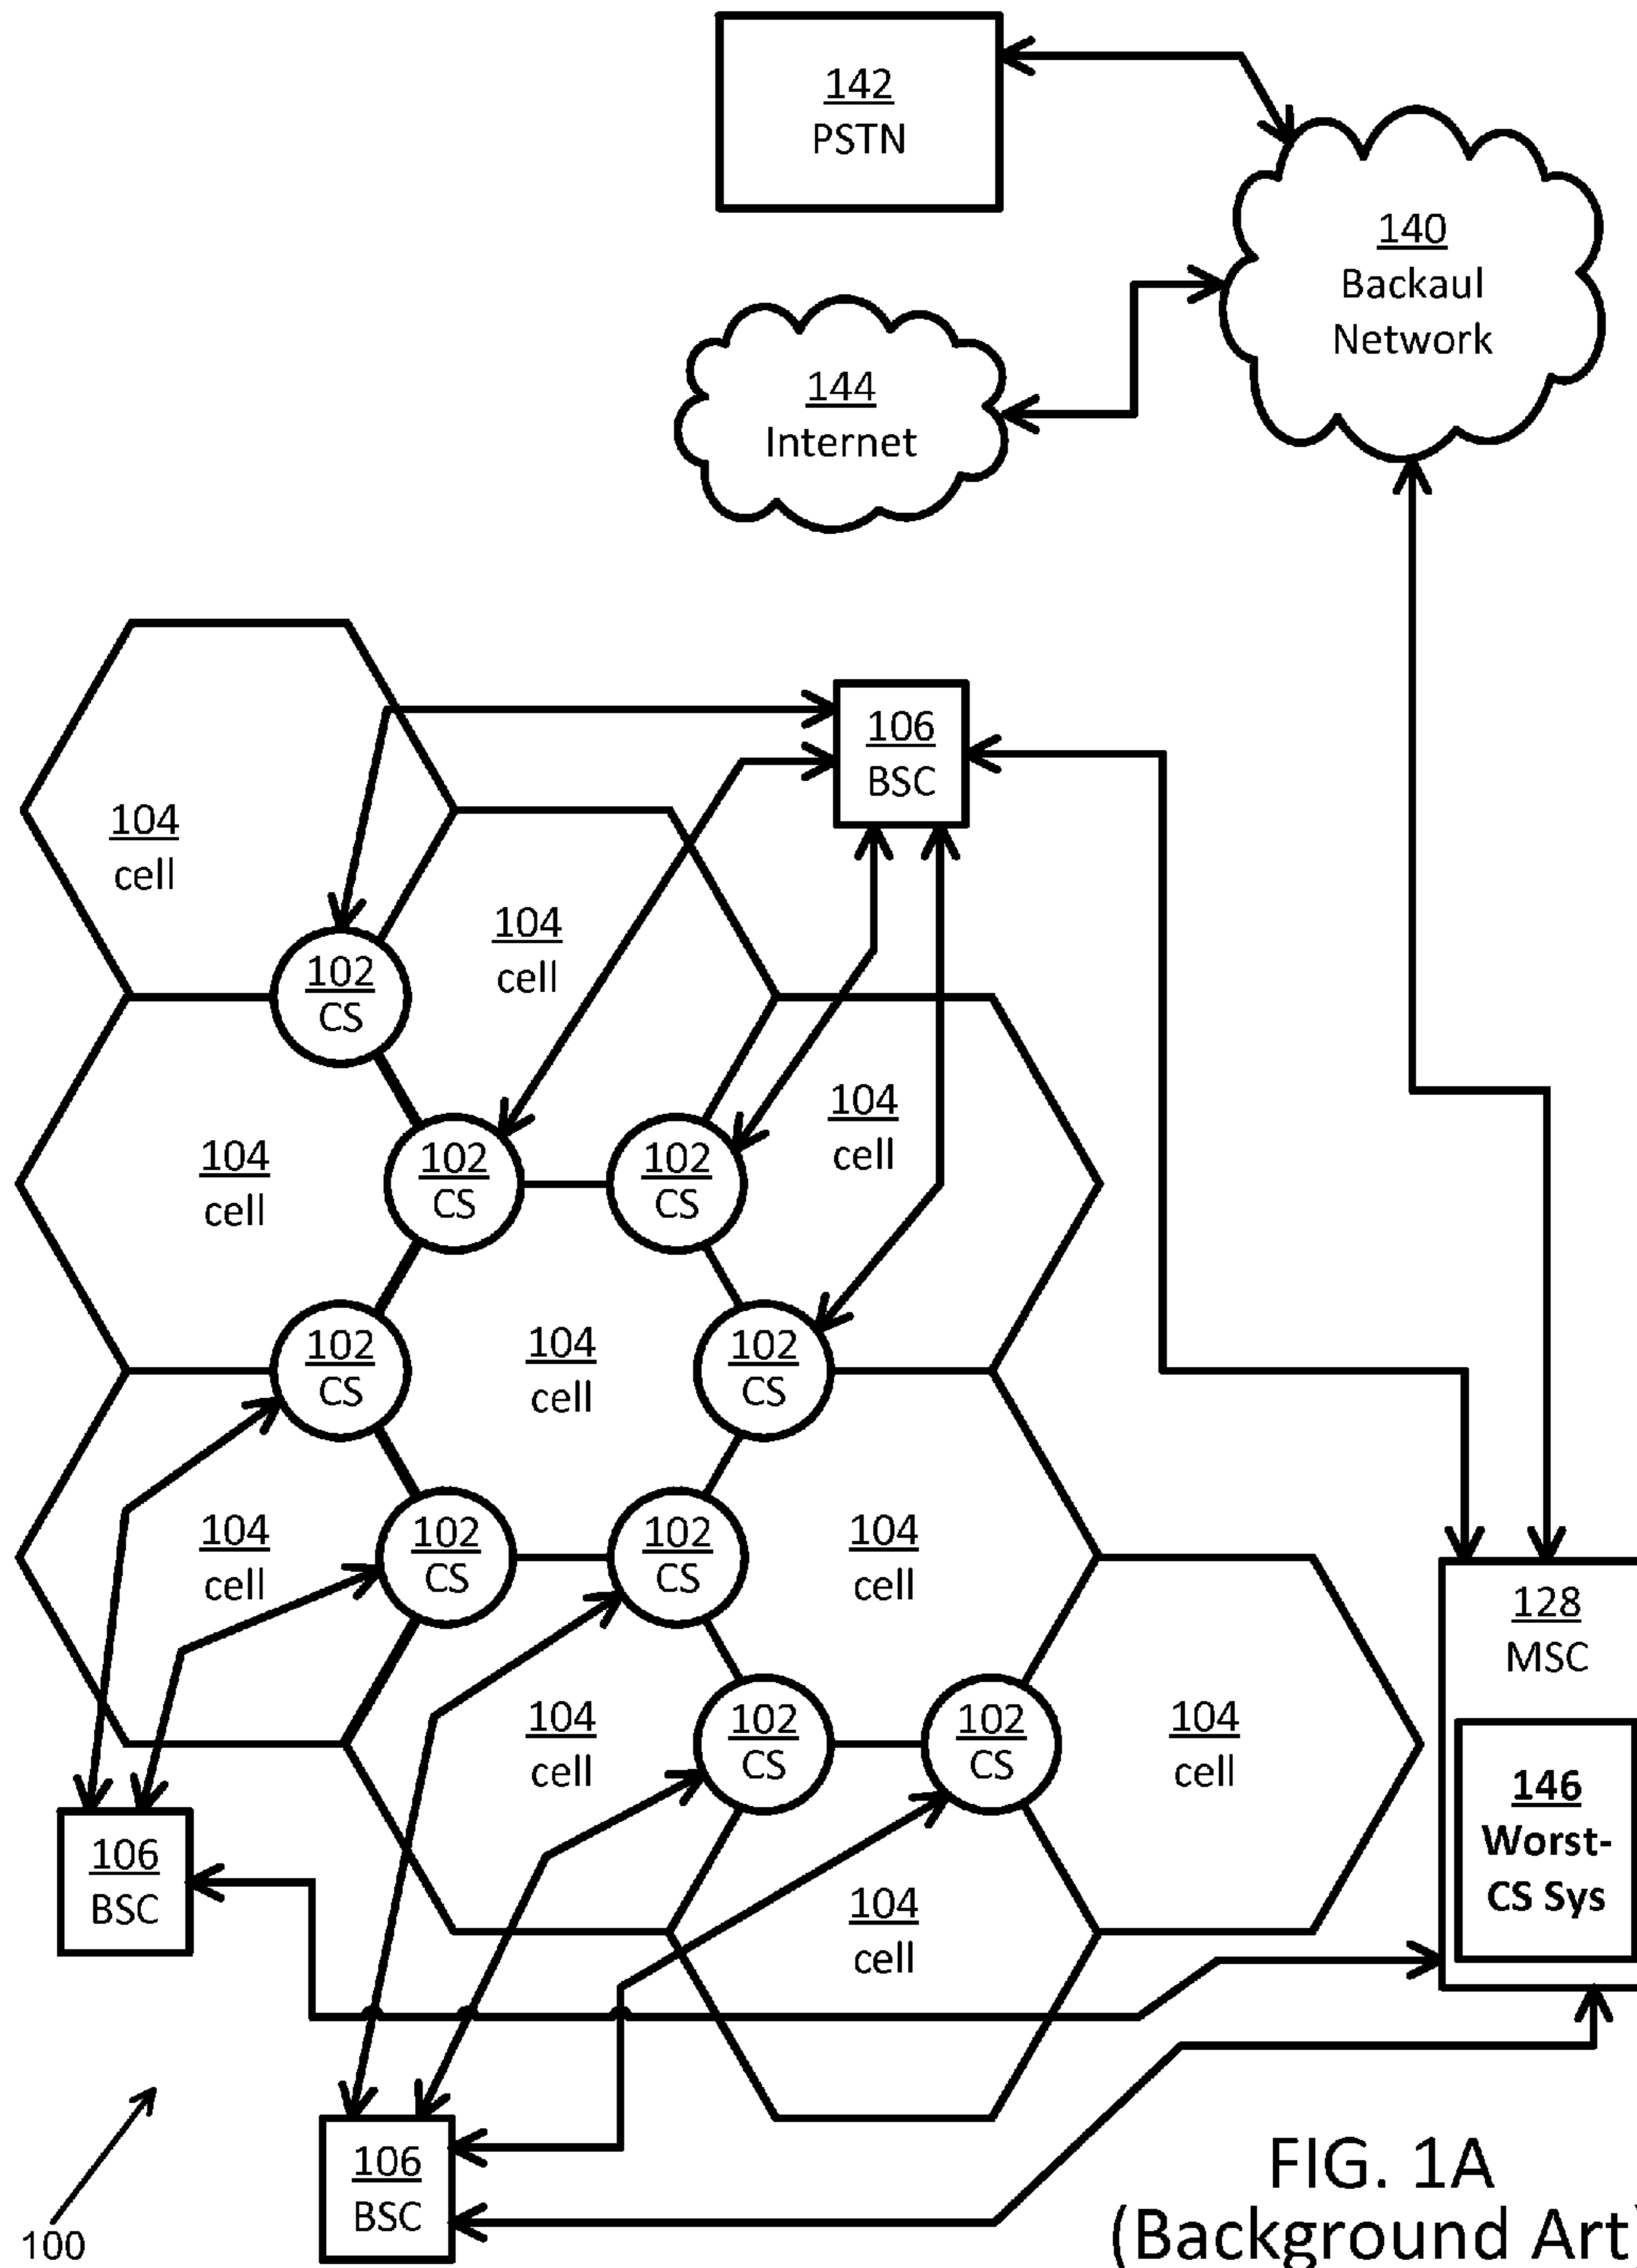 142
PSTN
140
Backaul
Network
144
Internet
106
BSC
104
cell
104
cell
102
CS
104
cell
104
cell
102
CS
102
CS
102
CS
104
cell
102
CS
104
cell
102
CS
102
CS
104
cell
128
MSC
104
cell
102
CS
102
CS
104
cell
146
Worst-
CS Sys
106
BSC
104
cell
106
BSC
100
FIG. 1A
(Background Art)